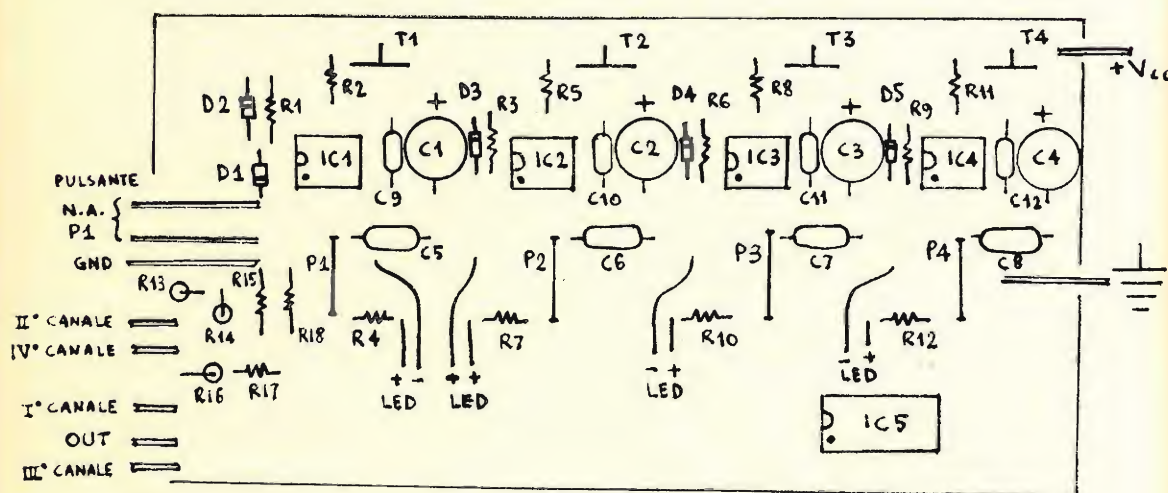 T1
T2
T3
T4
+ Vcc
R2
R5
R8
R11
D2
R1
+
D3
R3
+
D4
R6
+
D5
R9
+
IC1
C1
IC2
C2
IC3
C3
IC4
C4
D1
C9
C10
C11
C12
PULSANTE
N.A.
P1
GND
P1
C5
P2
C6
P3
C7
P4
C8
R13
R15
R14
R18
R4
R7
R10
R12
II° CANALE
IV° CANALE
R16
R17
+ -
LED
+ +
LED
- +
LED
- +
LED
I° CANALE
OUT
III° CANALE
IC5